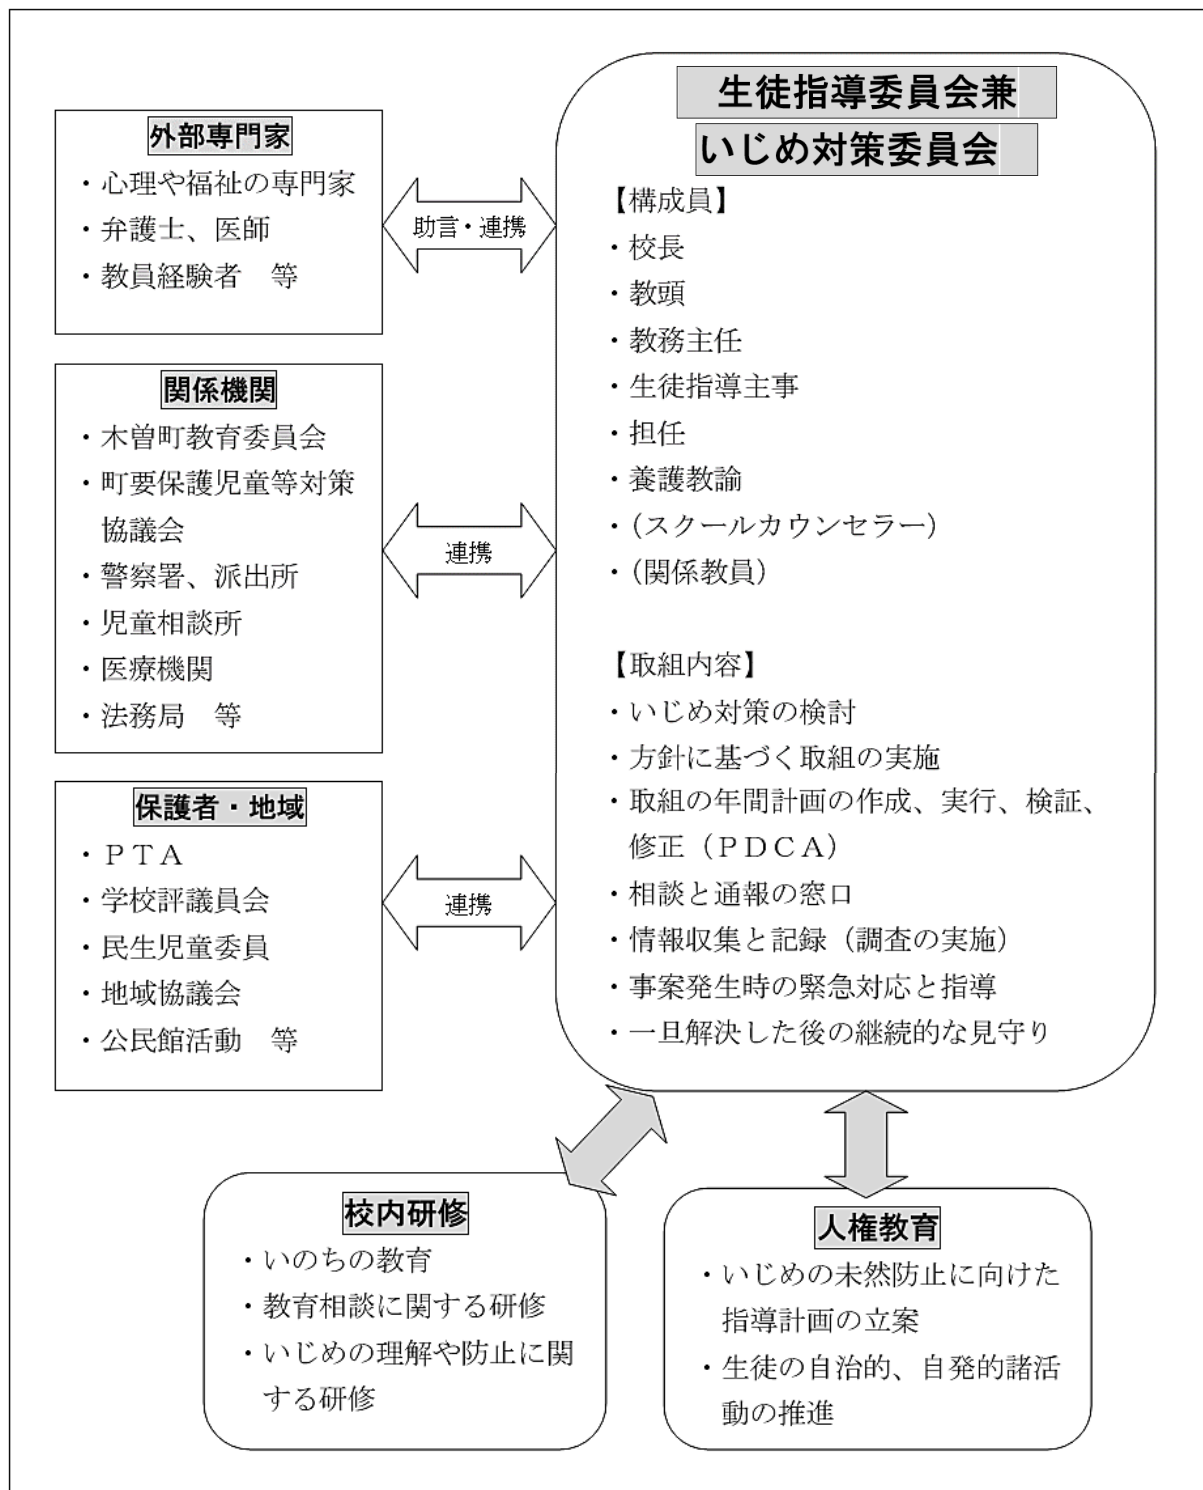 外部専門家
・心理や福祉の専門家
・弁護士、医師
・教員経験者　等
助言・連携
関係機関
・木曽町教育委員会
・町要保護児童等対策
協議会
・警察署、派出所
・児童相談所
・医療機関
・法務局　等
連携
保護者・地域
・ＰＴＡ
・学校評議員会
・民生児童委員
・地域協議会
・公民館活動　等
連携
生徒指導委員会兼
いじめ対策委員会
【構成員】
・校長
・教頭
・教務主任
・生徒指導主事
・担任
・養護教諭
・（スクールカウンセラー）
・（関係教員）
【取組内容】
・いじめ対策の検討
・方針に基づく取組の実施
・取組の年間計画の作成、実行、検証、
修正（ＰＤＣＡ）
・相談と通報の窓口
・情報収集と記録（調査の実施）
・事案発生時の緊急対応と指導
・一旦解決した後の継続的な見守り
校内研修
・いのちの教育
・教育相談に関する研修
・いじめの理解や防止に関
する研修
人権教育
・いじめの未然防止に向けた
指導計画の立案
・生徒の自治的、自発的諸活
動の推進